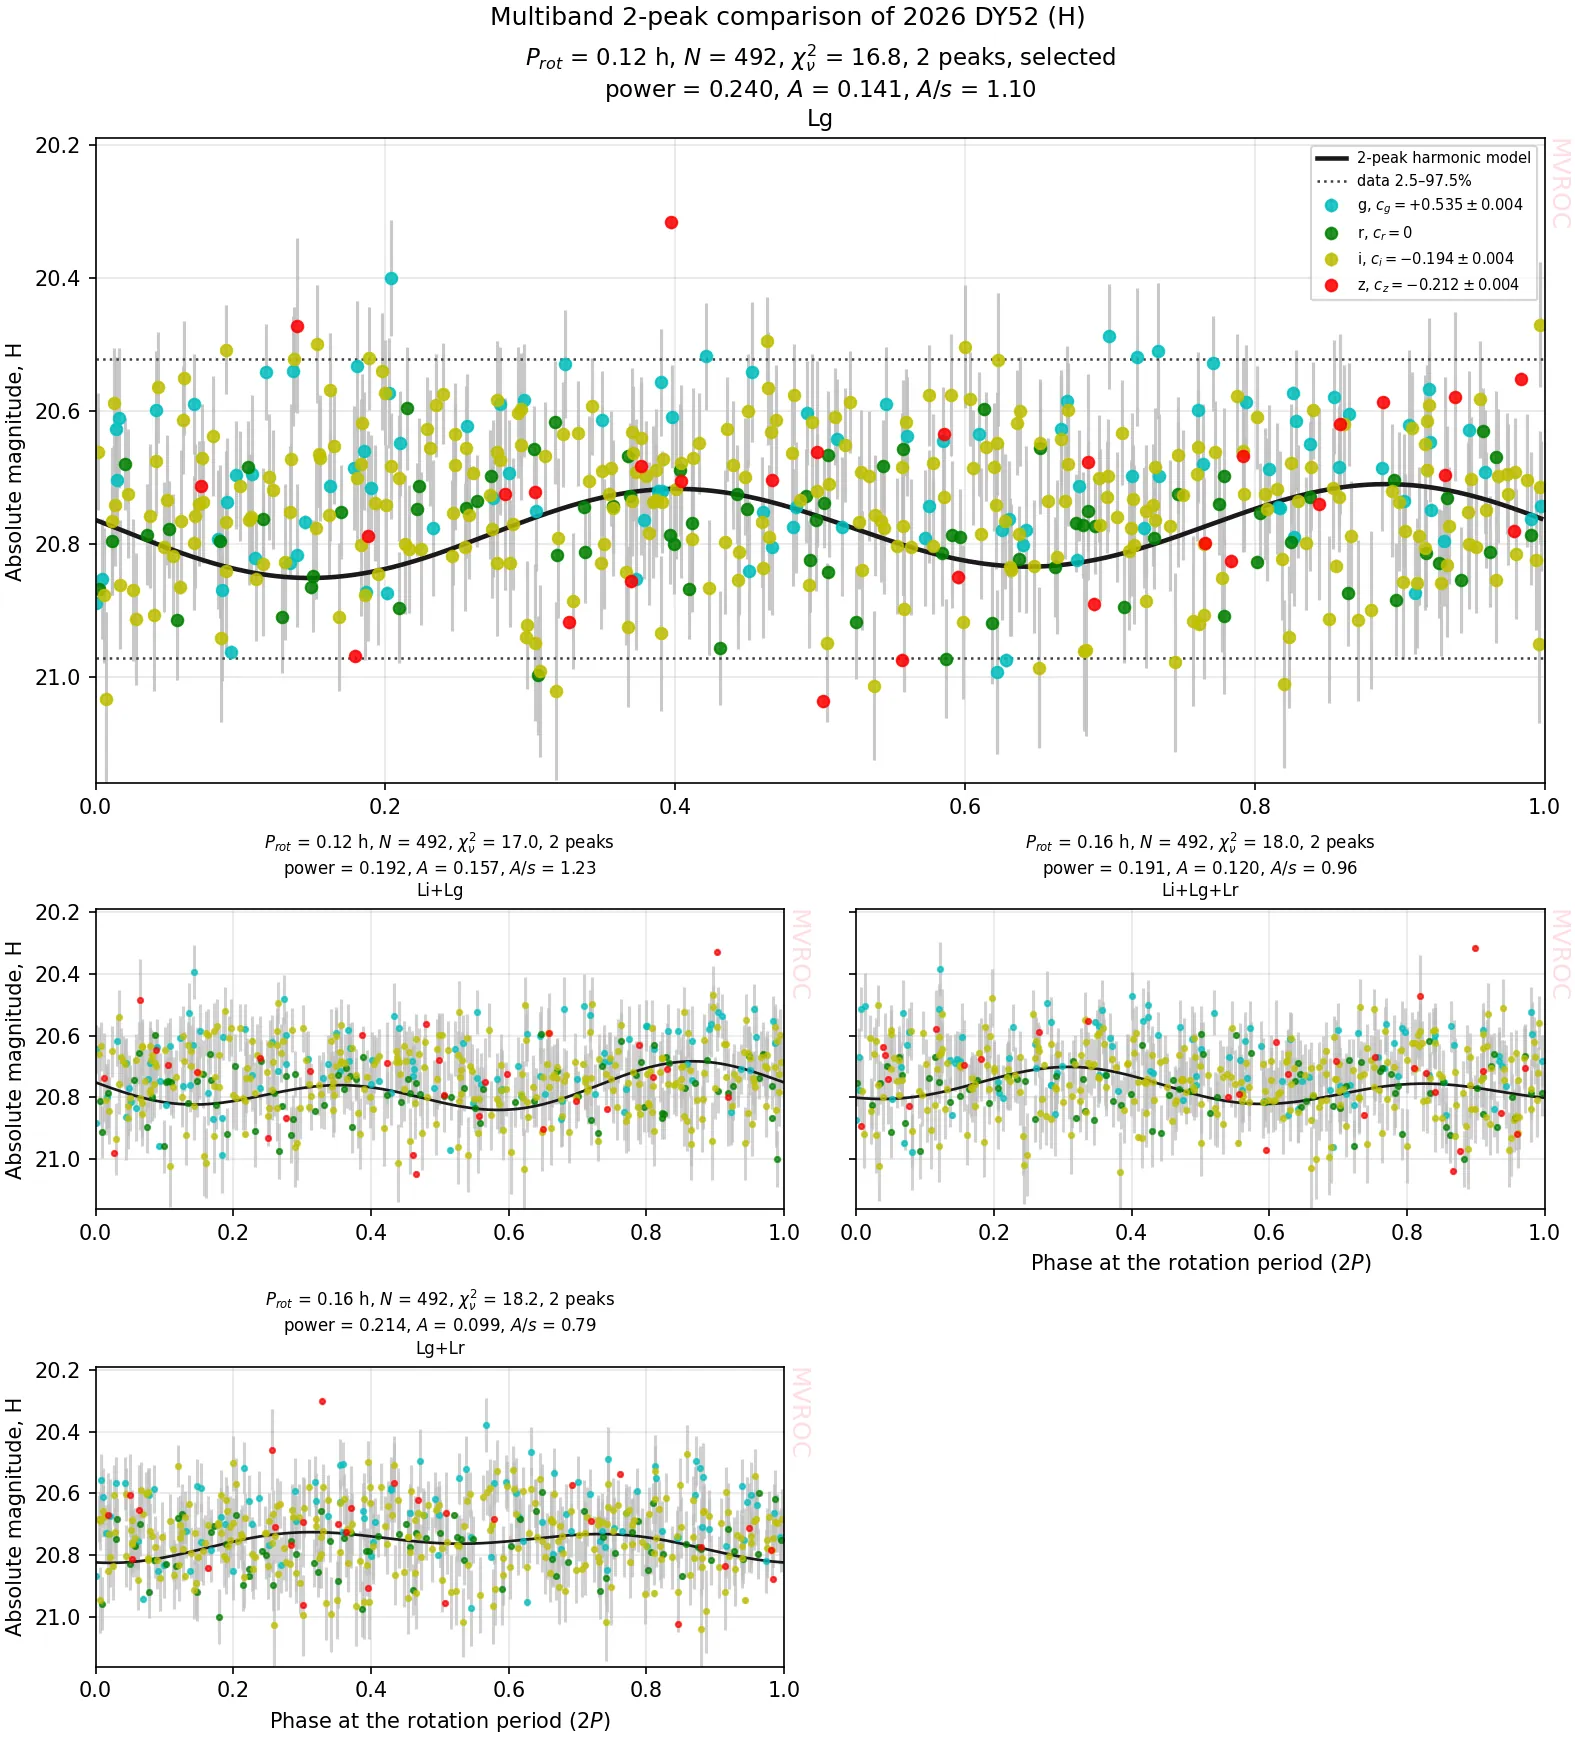 Multiband 2-peak comparison of 2026 DY52 (H)
P_rot = 0.12 h, N = 492, χ²_ν = 16.8, 2 peaks, selected
power = 0.240, A = 0.141, A/s = 1.10
Lg
20.2
20.4
20.6
20.8
21.0
Absolute magnitude, H
2-peak harmonic model
data 2.5–97.5%
g, c_g = +0.535 ± 0.004
r, c_r = 0
i, c_i = −0.194 ± 0.004
z, c_z = −0.212 ± 0.004
MVROC
0.0 0.2 0.4 0.6 0.8 1.0
P_rot = 0.12 h, N = 492, χ²_ν = 17.0, 2 peaks
power = 0.192, A = 0.157, A/s = 1.23
Li+Lg
20.2
20.4
20.6
20.8
21.0
Absolute magnitude, H
MVROC
0.0 0.2 0.4 0.6 0.8 1.0
P_rot = 0.16 h, N = 492, χ²_ν = 18.0, 2 peaks
power = 0.191, A = 0.120, A/s = 0.96
Li+Lg+Lr
MVROC
0.0 0.2 0.4 0.6 0.8 1.0
Phase at the rotation period (2P)
P_rot = 0.16 h, N = 492, χ²_ν = 18.2, 2 peaks
power = 0.214, A = 0.099, A/s = 0.79
Lg+Lr
20.2
20.4
20.6
20.8
21.0
Absolute magnitude, H
MVROC
0.0 0.2 0.4 0.6 0.8 1.0
Phase at the rotation period (2P)